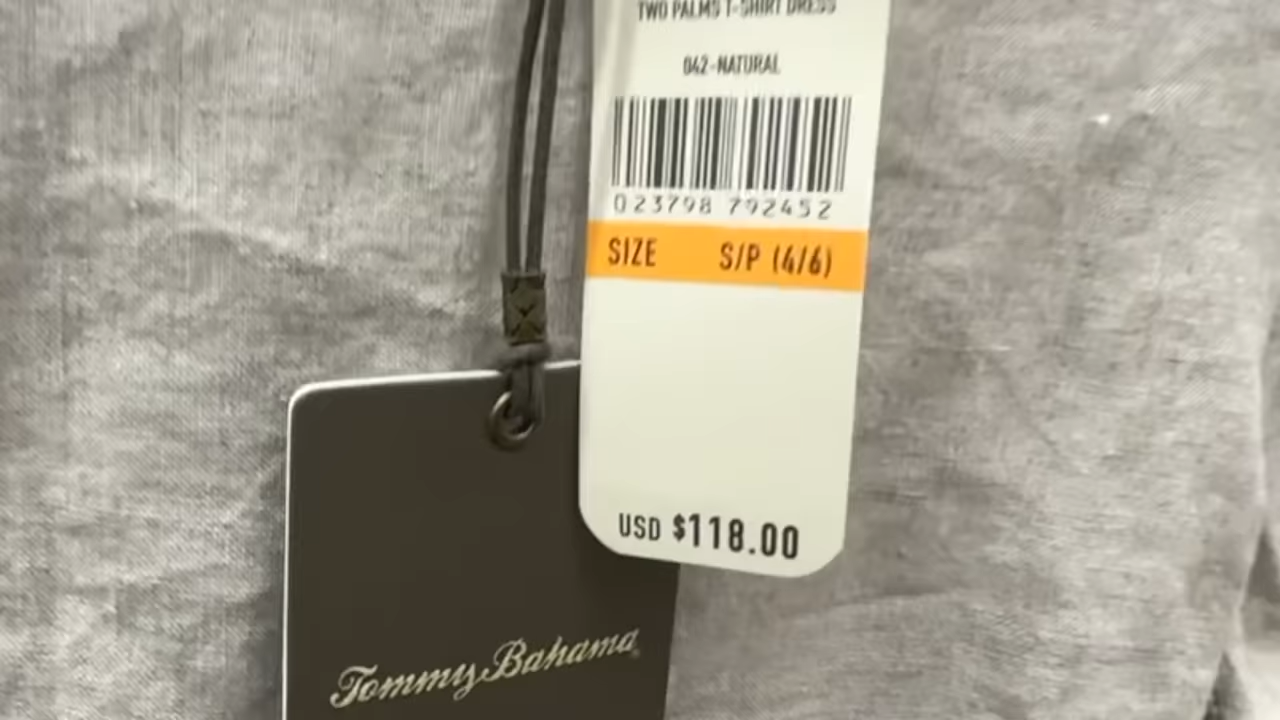 TWO PALMS T-SHIRT DRESS
042-NATURAL
023798 792452
SIZE S/P (4/6)
USD $118.00
Tommy Bahama